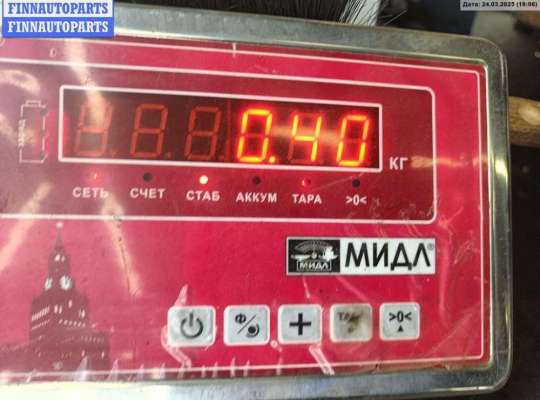 FINNAUTOPARTS
FINNAUTOPARTS
Дата: 24.03.2025 (19:06)
ЗАРЯД
0.40
КГ
СЕТЬ СЧЕТ СТАБ АККУМ ТАРА >0<
МИДЛ
МИДЛ®
Ф/ + >0<